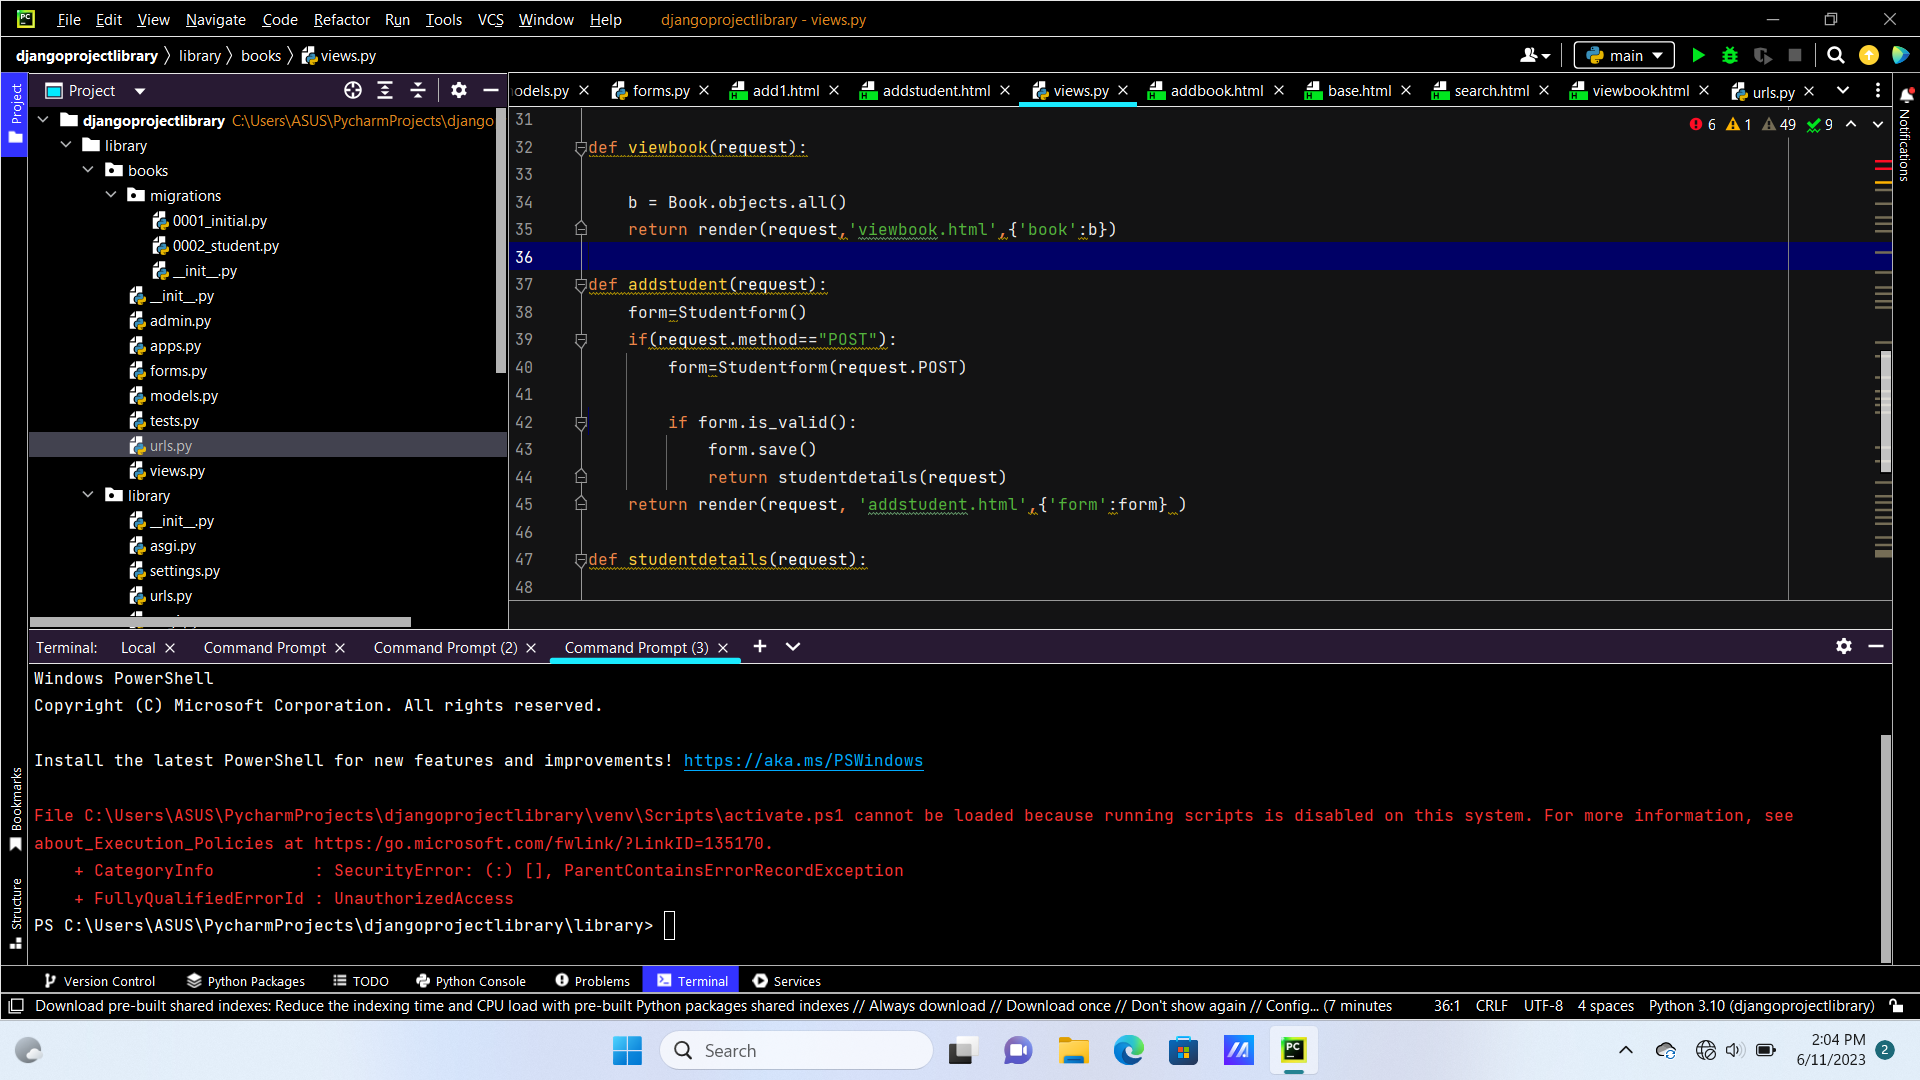 PC File Edit View Navigate Code Refactor Run Tools VCS Window Help djangoprojectlibrary - views.py
djangoprojectlibrary library books views.py main
Project
Project
odels.py forms.py add1.html addstudent.html views.py addbook.html base.html search.html viewbook.html urls.py
Notifications
djangoprojectlibrary C:\Users\ASUS\PycharmProjects\django
library
books
migrations
0001_initial.py
0002_student.py
__init__.py
__init__.py
admin.py
apps.py
forms.py
models.py
tests.py
urls.py
views.py
library
__init__.py
asgi.py
settings.py
urls.py
6 1 49 9
31
32 def viewbook(request):
33
34 b = Book.objects.all()
35 return render(request,'viewbook.html',{'book':b})
36
37 def addstudent(request):
38 form=Studentform()
39 if(request.method=="POST"):
40 form=Studentform(request.POST)
41
42 if form.is_valid():
43 form.save()
44 return studentdetails(request)
45 return render(request, 'addstudent.html',{'form':form} )
46
47 def studentdetails(request):
48
Terminal: Local Command Prompt Command Prompt (2) Command Prompt (3)
Windows PowerShell
Copyright (C) Microsoft Corporation. All rights reserved.
Install the latest PowerShell for new features and improvements! https://aka.ms/PSWindows
File C:\Users\ASUS\PycharmProjects\djangoprojectlibrary\venv\Scripts\activate.ps1 cannot be loaded because running scripts is disabled on this system. For more information, see
about_Execution_Policies at https:/go.microsoft.com/fwlink/?LinkID=135170.
+ CategoryInfo : SecurityError: (:) [], ParentContainsErrorRecordException
+ FullyQualifiedErrorId : UnauthorizedAccess
PS C:\Users\ASUS\PycharmProjects\djangoprojectlibrary\library>
Bookmarks
Structure
Version Control Python Packages TODO Python Console Problems Terminal Services
Download pre-built shared indexes: Reduce the indexing time and CPU load with pre-built Python packages shared indexes // Always download // Download once // Don't show again // Config... (7 minutes 36:1 CRLF UTF-8 4 spaces Python 3.10 (djangoprojectlibrary)
Search
PC
2:04 PM
6/11/2023
2